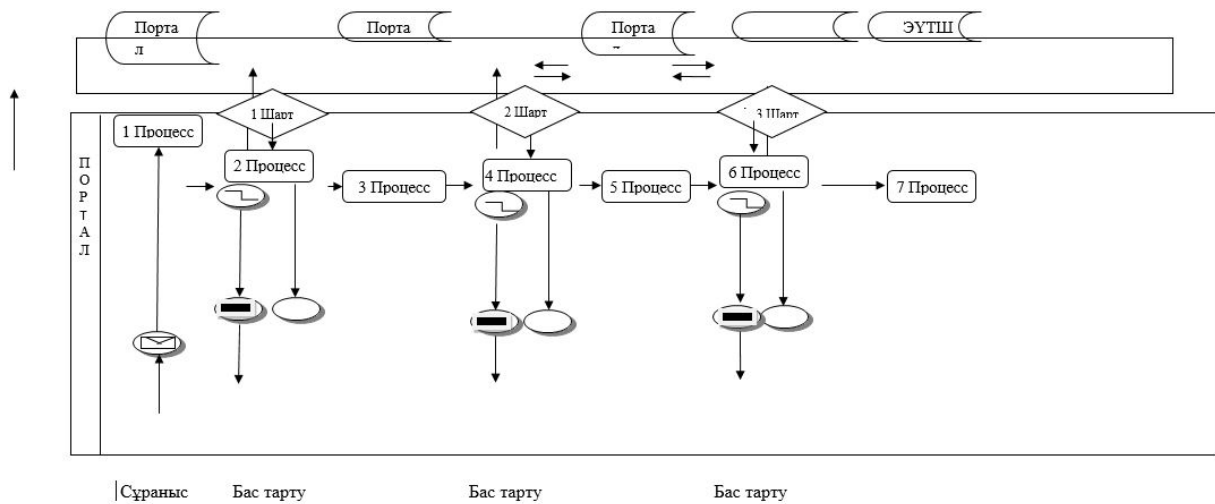 Порта
л
Порта
Порта
ЭҮТШ
1 Шарт
2 Шарт
3 Шарт
1 Процесс
2 Процесс
3 Процесс
4 Процесс
5 Процесс
6 Процесс
7 Процесс
П
О
Р
Т
А
Л
Сұраныс
Бас тарту
Бас тарту
Бас тарту